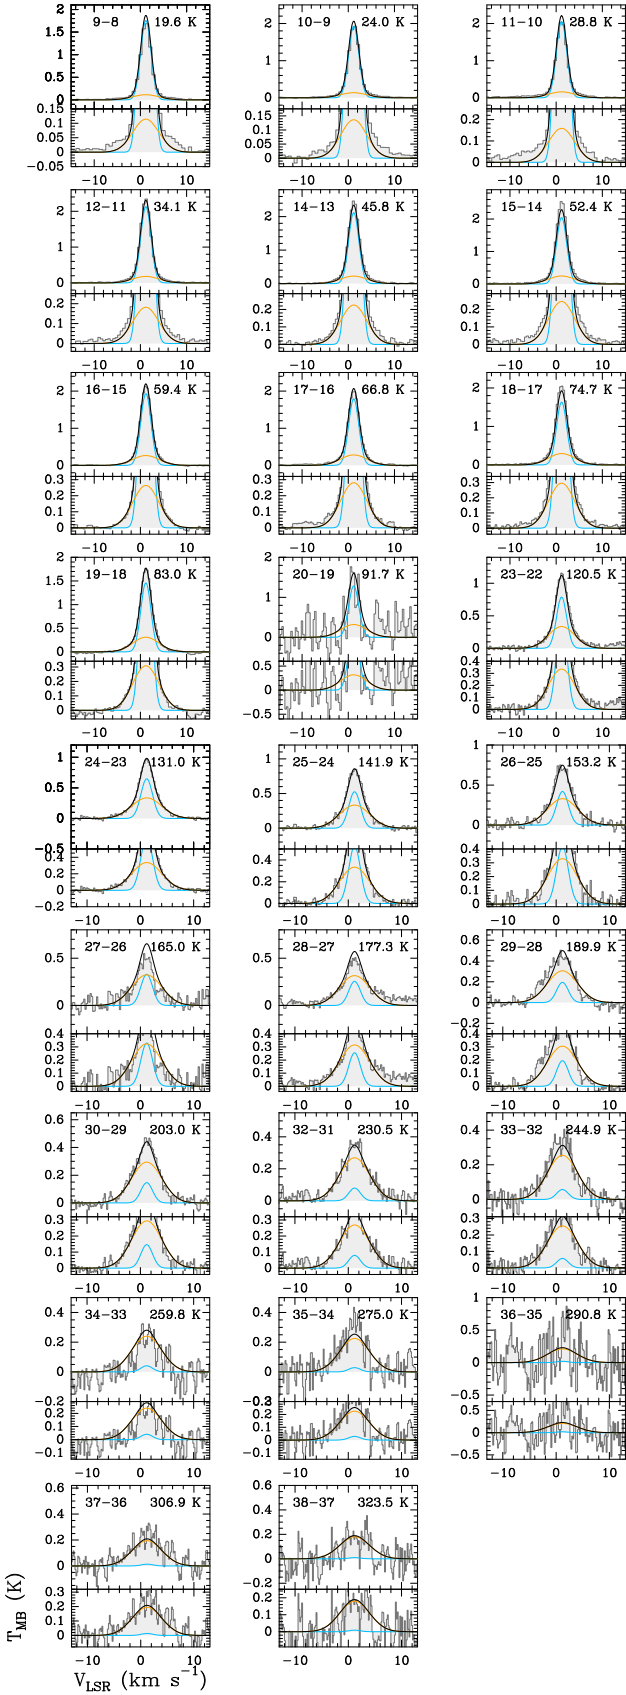 9−8 19.6 K
10−9 24.0 K
11−10 28.8 K
12−11 34.1 K
14−13 45.8 K
15−14 52.4 K
16−15 59.4 K
17−16 66.8 K
18−17 74.7 K
19−18 83.0 K
20−19 91.7 K
23−22 120.5 K
24−23 131.0 K
25−24 141.9 K
26−25 153.2 K
27−26 165.0 K
28−27 177.3 K
29−28 189.9 K
30−29 203.0 K
32−31 230.5 K
33−32 244.9 K
34−33 259.8 K
35−34 275.0 K
36−35 290.8 K
37−36 306.9 K
38−37 323.5 K
T_MB (K)
V_LSR (km s⁻¹)